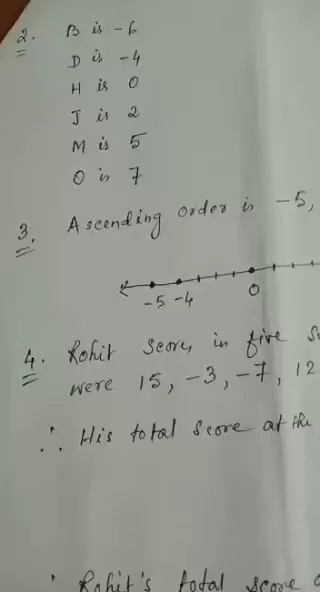 2. B is -6
D is -4
H is 0
J is 2
M is 5
O is 7
3. Ascending order is -5,
-5 -4 0
4. Rohit scores in five
were 15, -3, -7, 12
∴ His total score at the
Rohit's total score